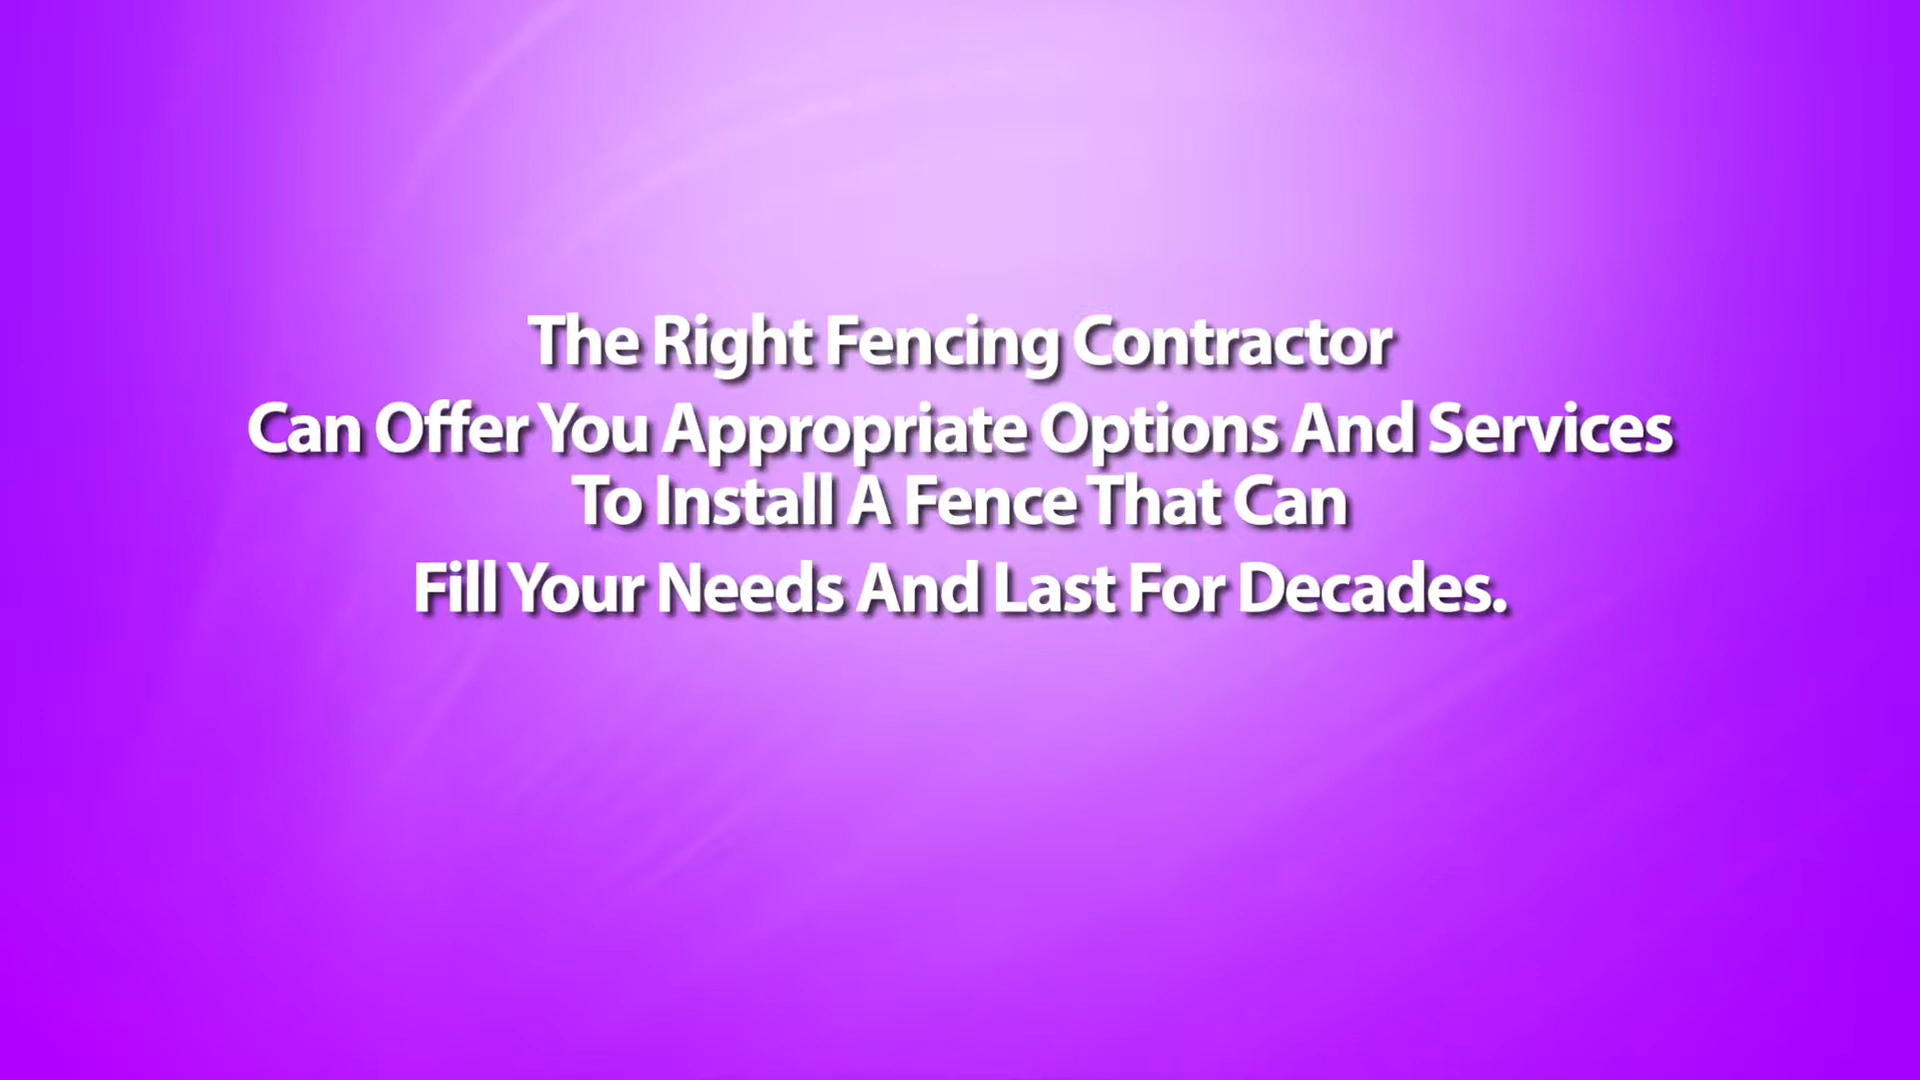 The Right Fencing Contractor
Can Offer You Appropriate Options And Services
To Install A Fence That Can
Fill Your Needs And Last For Decades.